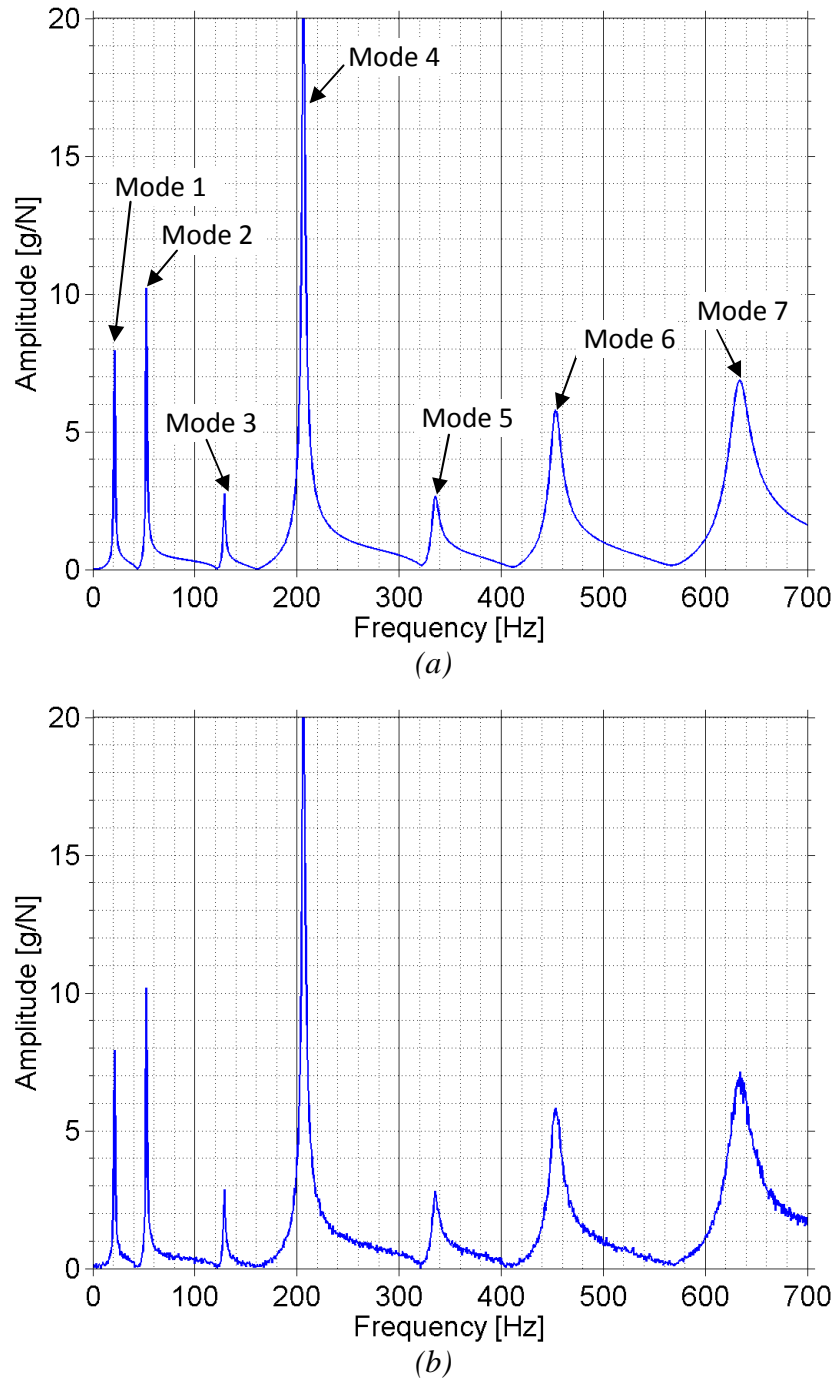 20
Mode 4
15
Mode 1
Mode 2
Amplitude [g/N]
10
Mode 7
Mode 6
5
Mode 3
Mode 5
0
0 100 200 300 400 500 600 700
Frequency [Hz]
(a)
20
15
Amplitude [g/N]
10
5
0
0 100 200 300 400 500 600 700
Frequency [Hz]
(b)